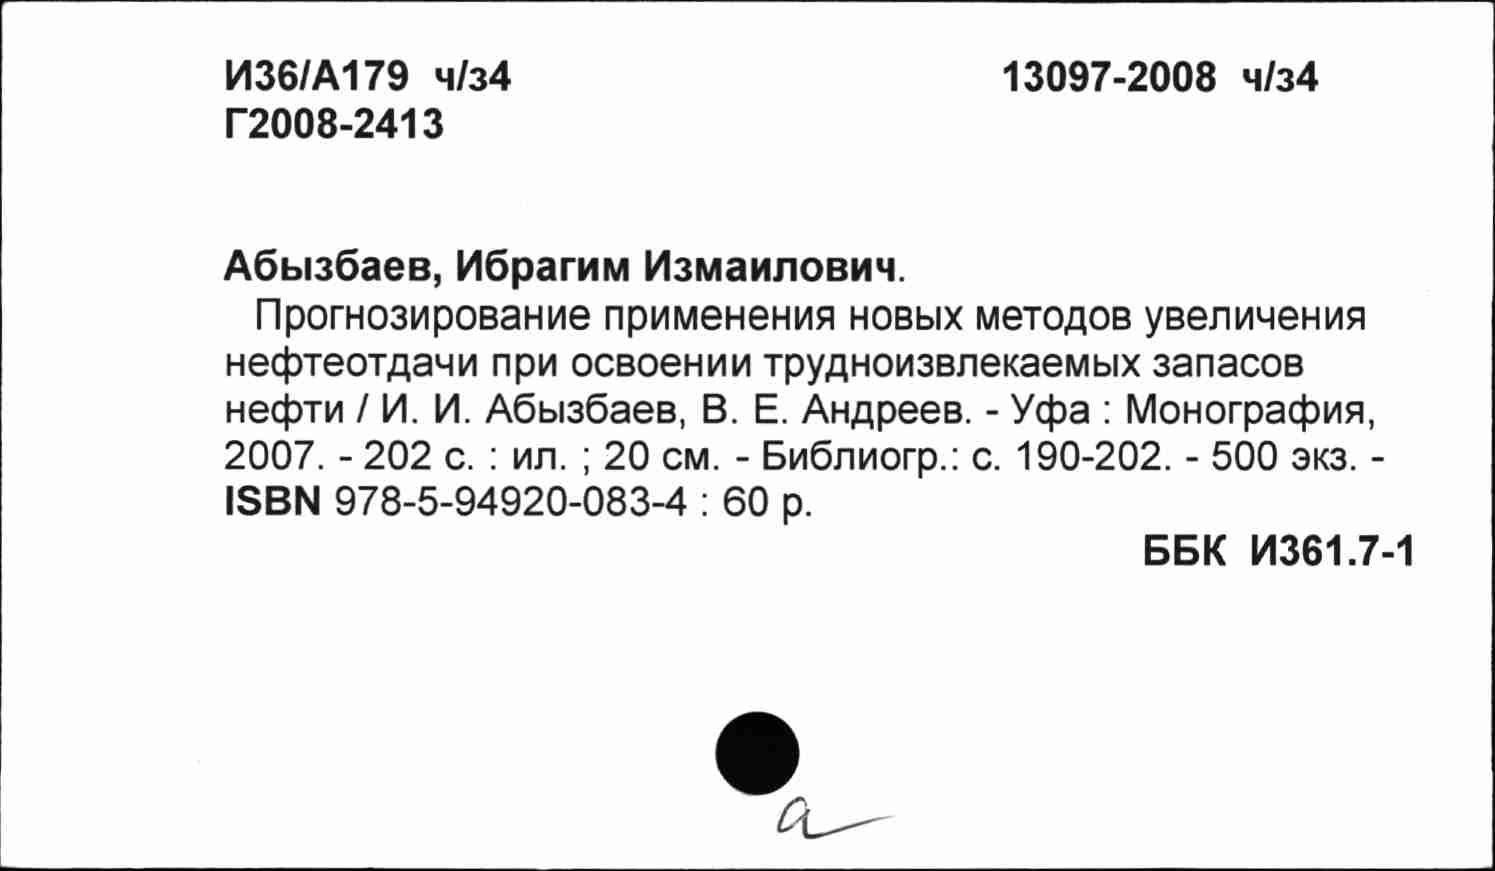 И36/А179 ч/з4
13097-2008 ч/з4
Г2008-2413
Абызбаев, Ибрагим Измаилович.
Прогнозирование применения новых методов увеличения
нефтеотдачи при освоении трудноизвлекаемых запасов
нефти / И. И. Абызбаев, В. Е. Андреев. - Уфа : Монография,
2007. - 202 с. : ил. ; 20 см. - Библиогр.: с. 190-202. - 500 экз. -
ISBN 978-5-94920-083-4 : 60 р.
ББК И361.7-1
а